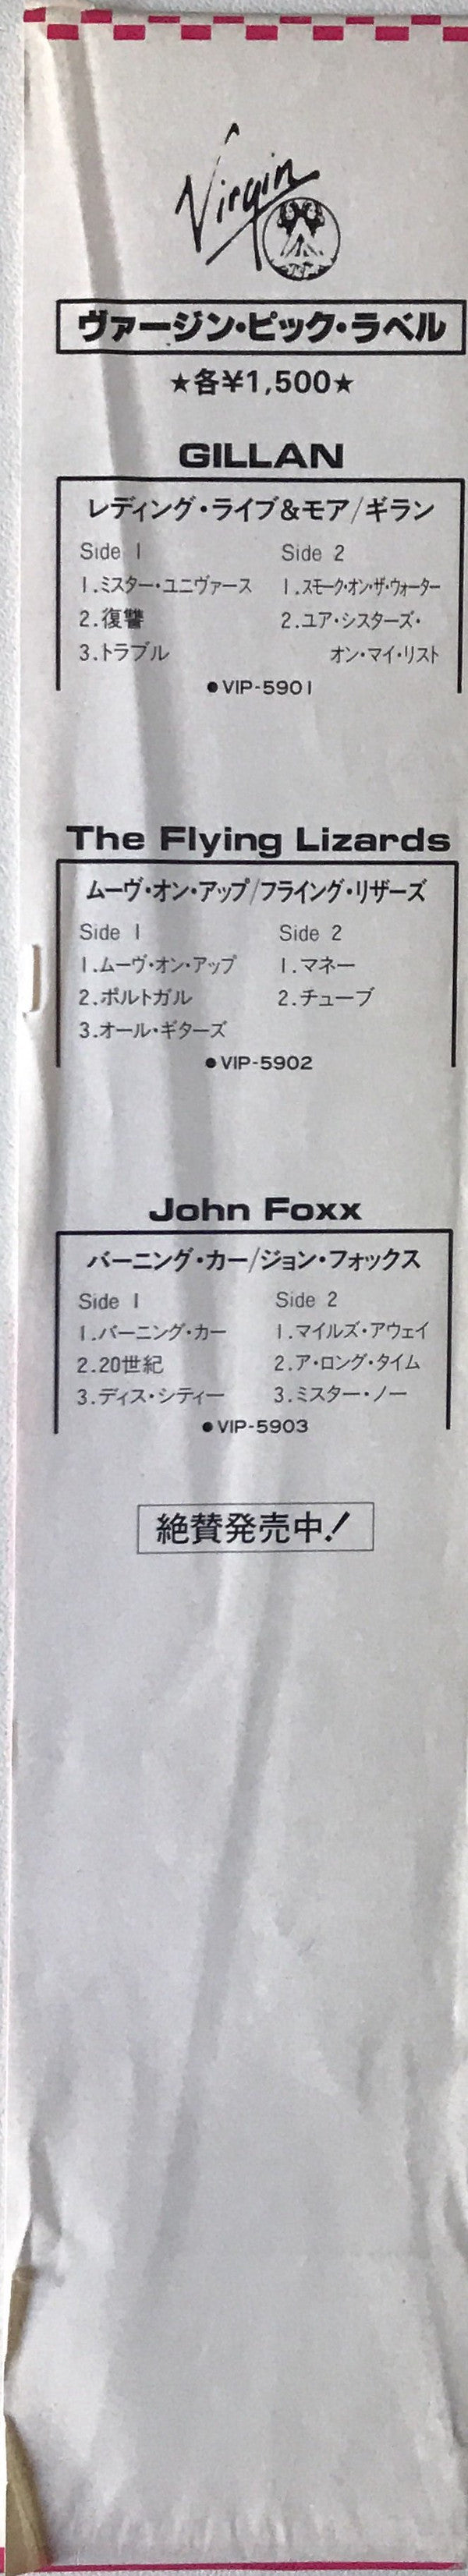 Virgin
ヴァージン・ピック・ラベル
★各¥1,500★
GILLAN
レディング・ライブ&モア/ギラン
Side 1
Side 2
1.ミスター・ユニヴァース
1.スモーク・オン・ザ・ウォーター
2.復讐
2.ユア・シスターズ・
3.トラブル
オン・マイ・リスト
●VIP-5901
The Flying Lizards
ムーヴ・オン・アップ/フライング・リザーズ
Side 1
Side 2
1.ムーヴ・オン・アップ
1.マネー
2.ポルトガル
2.チューブ
3.オール・ギターズ
●VIP-5902
John Foxx
バーニング・カー/ジョン・フォックス
Side 1
Side 2
1.バーニング・カー
1.マイルズ・アウェイ
2.20世紀
2.ア・ロング・タイム
3.ディス・シティー
3.ミスター・ノー
●VIP-5903
絶賛発売中!